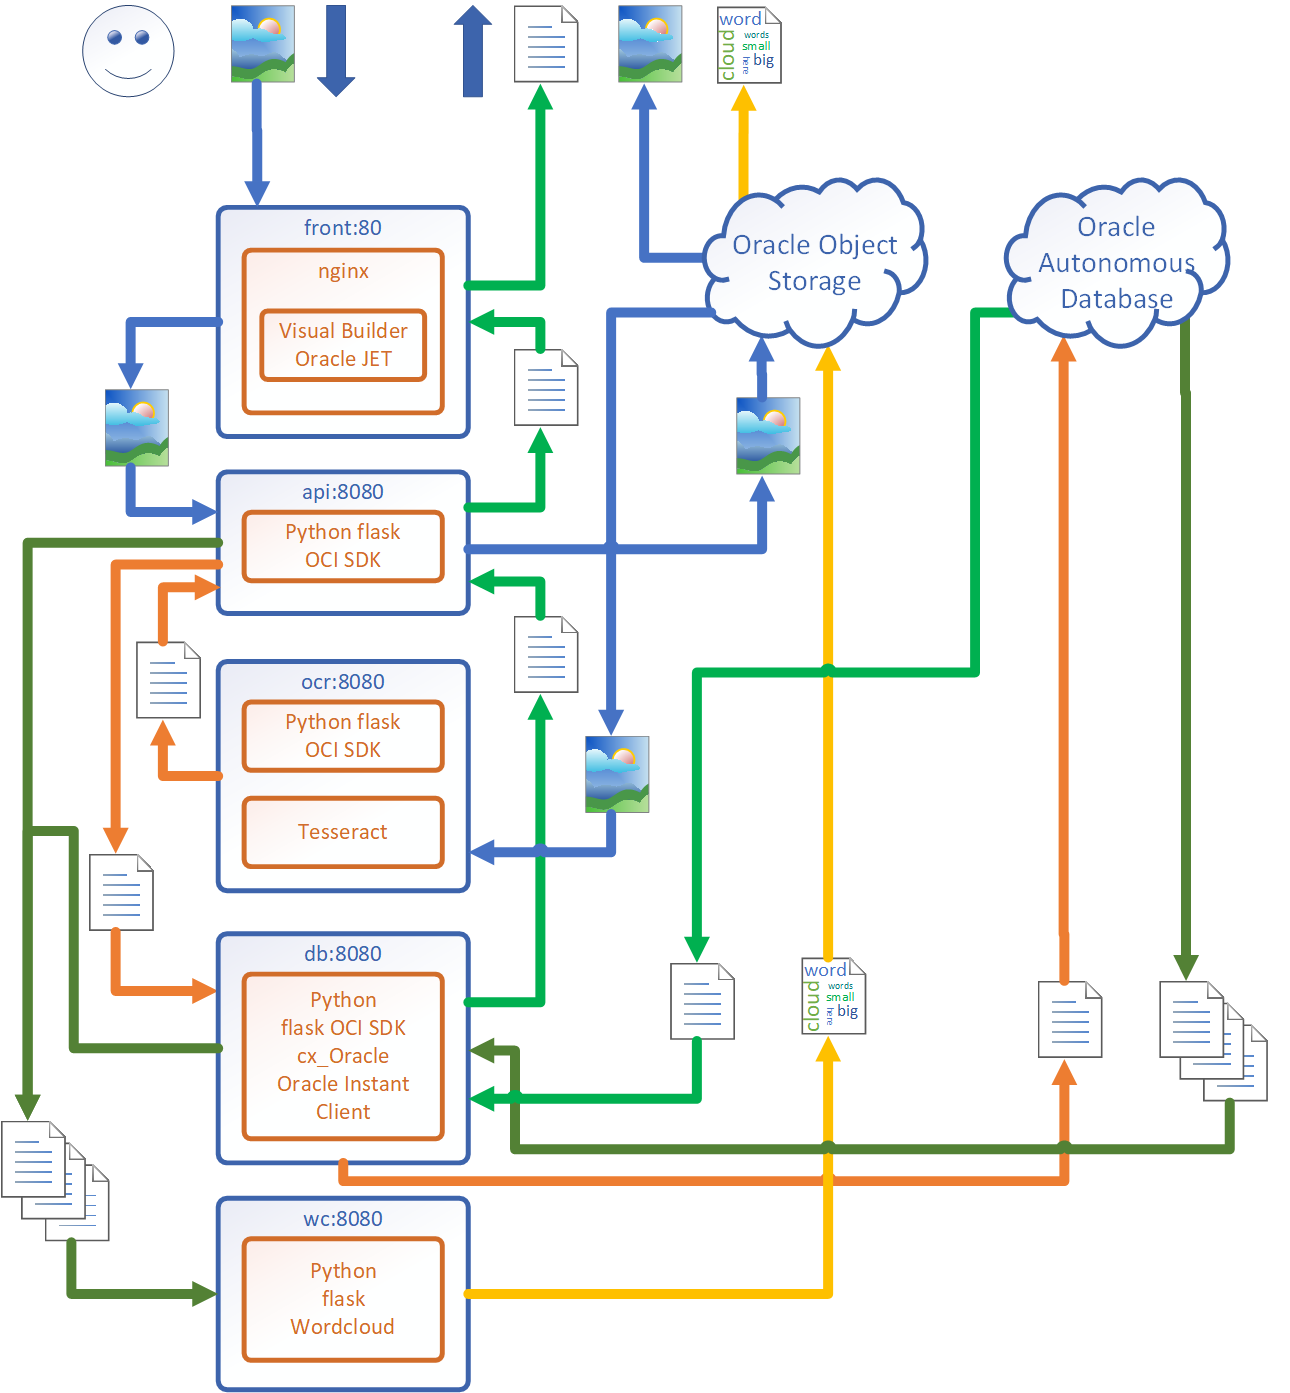 word
cloud
words
small
here
big
front:80
nginx
Visual Builder
Oracle JET
Oracle Object
Storage
Oracle
Autonomous
Database
api:8080
Python flask
OCI SDK
ocr:8080
Python flask
OCI SDK
Tesseract
db:8080
Python
flask OCI SDK
cx_Oracle
Oracle Instant
Client
word
cloud
words
small
here
big
wc:8080
Python
flask
Wordcloud